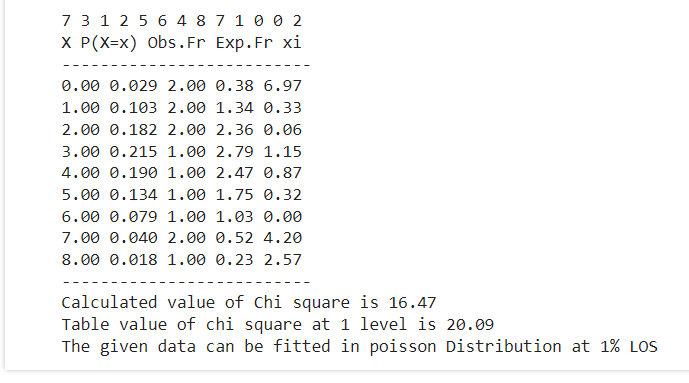 7 3 1 2 5 6 4 8 7 1 0 0 2
X P(X=x) Obs.Fr Exp.Fr xi
--------------------------
0.00 0.029 2.00 0.38 6.97
1.00 0.103 2.00 1.34 0.33
2.00 0.182 2.00 2.36 0.06
3.00 0.215 1.00 2.79 1.15
4.00 0.190 1.00 2.47 0.87
5.00 0.134 1.00 1.75 0.32
6.00 0.079 1.00 1.03 0.00
7.00 0.040 2.00 0.52 4.20
8.00 0.018 1.00 0.23 2.57
--------------------------
Calculated value of Chi square is 16.47
Table value of chi square at 1 level is 20.09
The given data can be fitted in poisson Distribution at 1% LOS